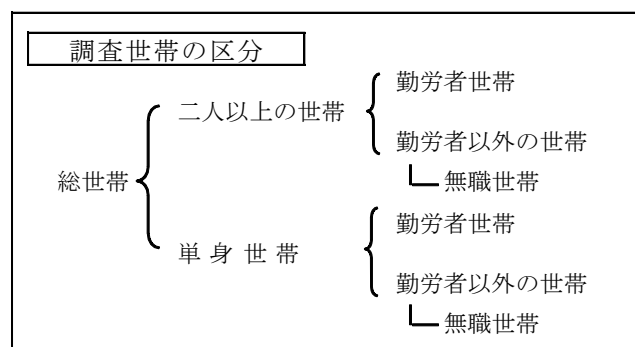 調査世帯の区分
勤労者世帯
二人以上の世帯
勤労者以外の世帯
無職世帯
総世帯
勤労者世帯
単身世帯
勤労者以外の世帯
無職世帯